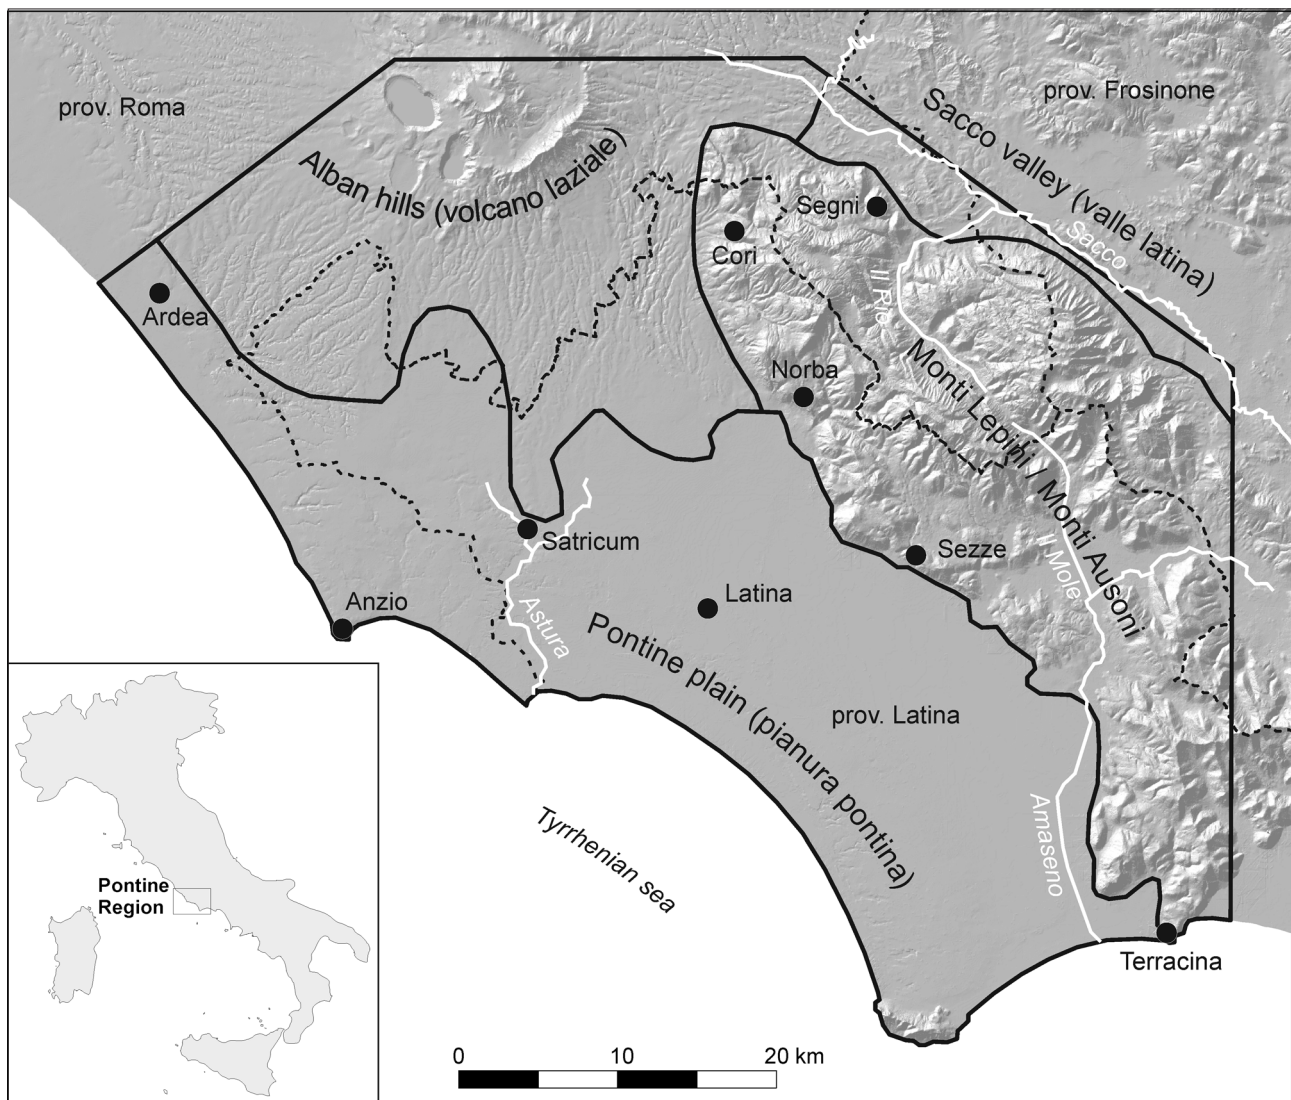 prov. Roma
prov. Frosinone
Sacco valley (valle latina)
Alban hills (volcano laziale)
Segni
Cori
Sacco
Il Rio
Ardea
Norba
Monti Lepini / Monti Ausoni
Satricum
Sezze
Il Mole
Anzio
Latina
Astura
Pontine plain (pianura pontina)
prov. Latina
Amaseno
Tyrrhenian sea
Pontine
Region
Terracina
0 10 20 km